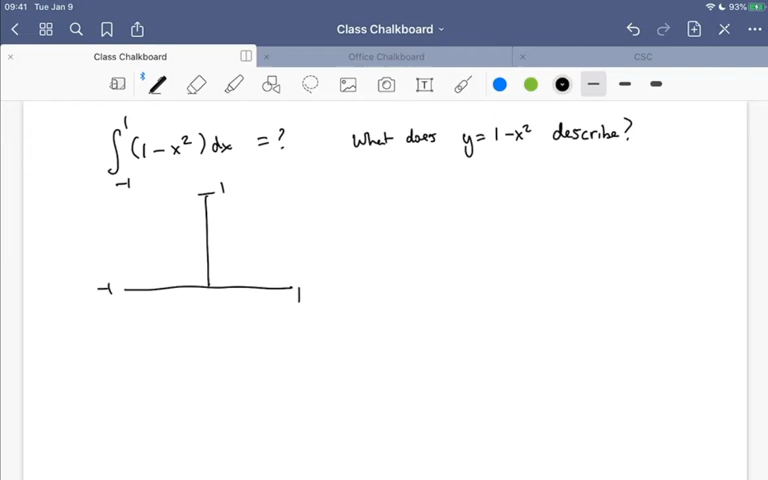 09:41 Tue Jan 9 93%
Class Chalkboard
Class Chalkboard
Office Chalkboard
CSC
∫₋₁¹ (1 - x²) dx = ? What does y = 1 - x² describe?
1
-1 1